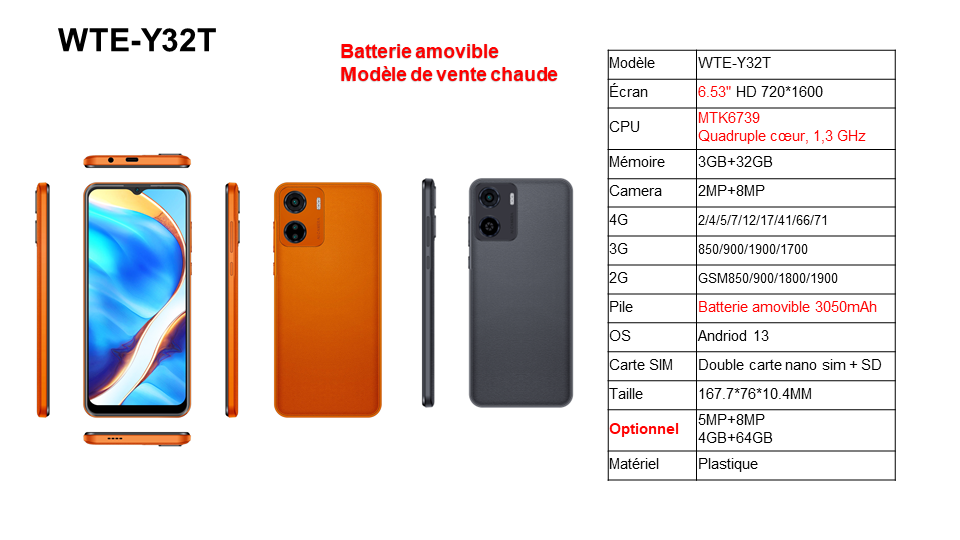 WTE-Y32T
Batterie amovible
Modèle de vente chaude
Modèle WTE-Y32T
Écran 6.53" HD 720*1600
CPU MTK6739
Quadruple cœur, 1,3 GHz
Mémoire 3GB+32GB
Camera 2MP+8MP
4G 2/4/5/7/12/17/41/66/71
3G 850/900/1900/1700
2G GSM850/900/1800/1900
Pile Batterie amovible 3050mAh
OS Andriod 13
Carte SIM Double carte nano sim + SD
Taille 167.7*76*10.4MM
Optionnel 5MP+8MP
4GB+64GB
Matériel Plastique